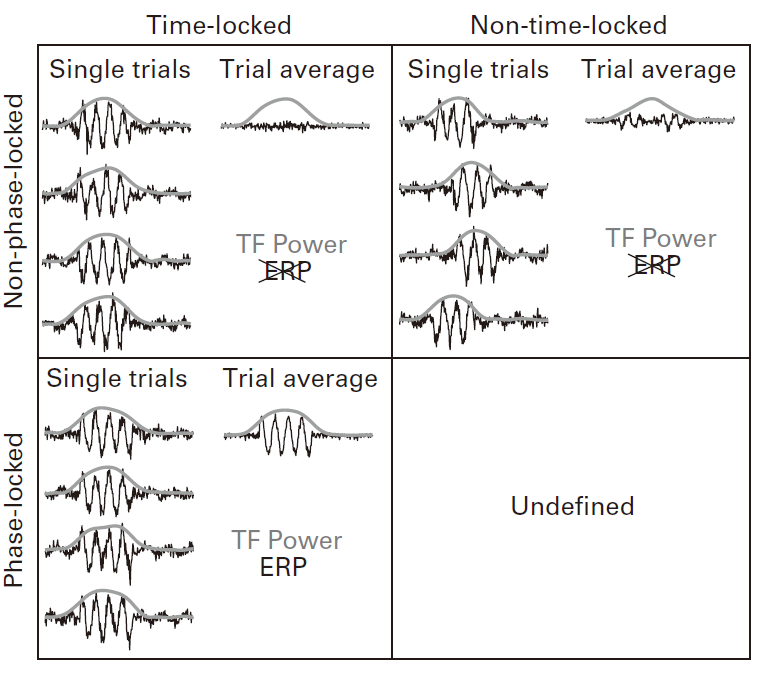 Time-locked
Non-time-locked
Non-phase-locked
Single trials
Trial average
TF Power
ERP
Single trials
Trial average
TF Power
ERP
Phase-locked
Single trials
Trial average
TF Power
ERP
Undefined